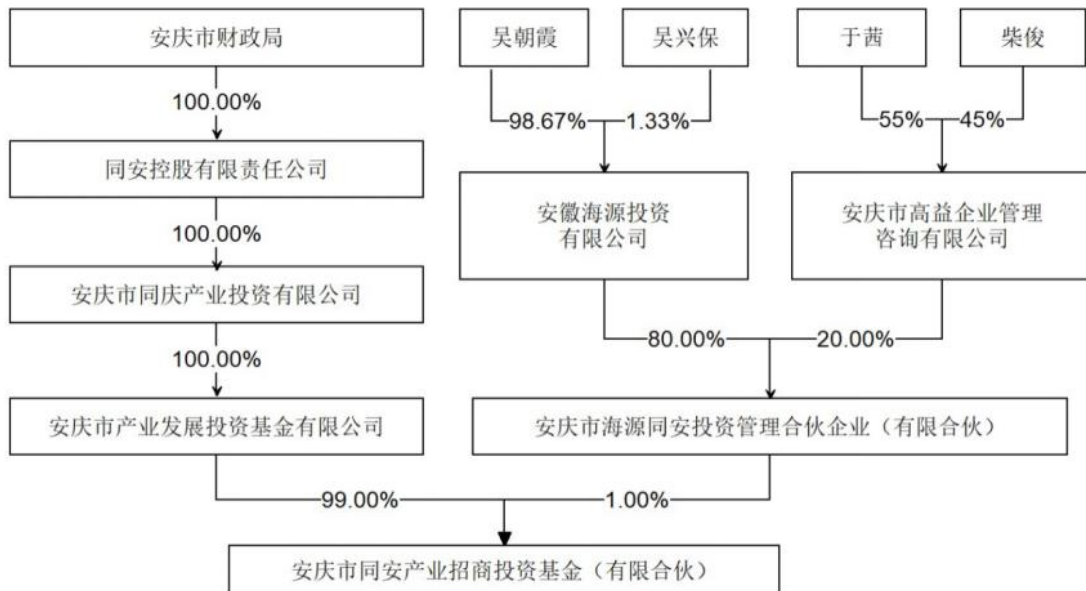 安庆市财政局
吴朝霞
吴兴保
于茜
柴俊
100.00%
98.67%
1.33%
55%
45%
同安控股有限责任公司
安徽海源投资
有限公司
安庆市高益企业管理
咨询有限公司
100.00%
安庆市同庆产业投资有限公司
100.00%
80.00%
20.00%
安庆市产业发展投资基金有限公司
安庆市海源同安投资管理合伙企业（有限合伙）
99.00%
1.00%
安庆市同安产业招商投资基金（有限合伙）